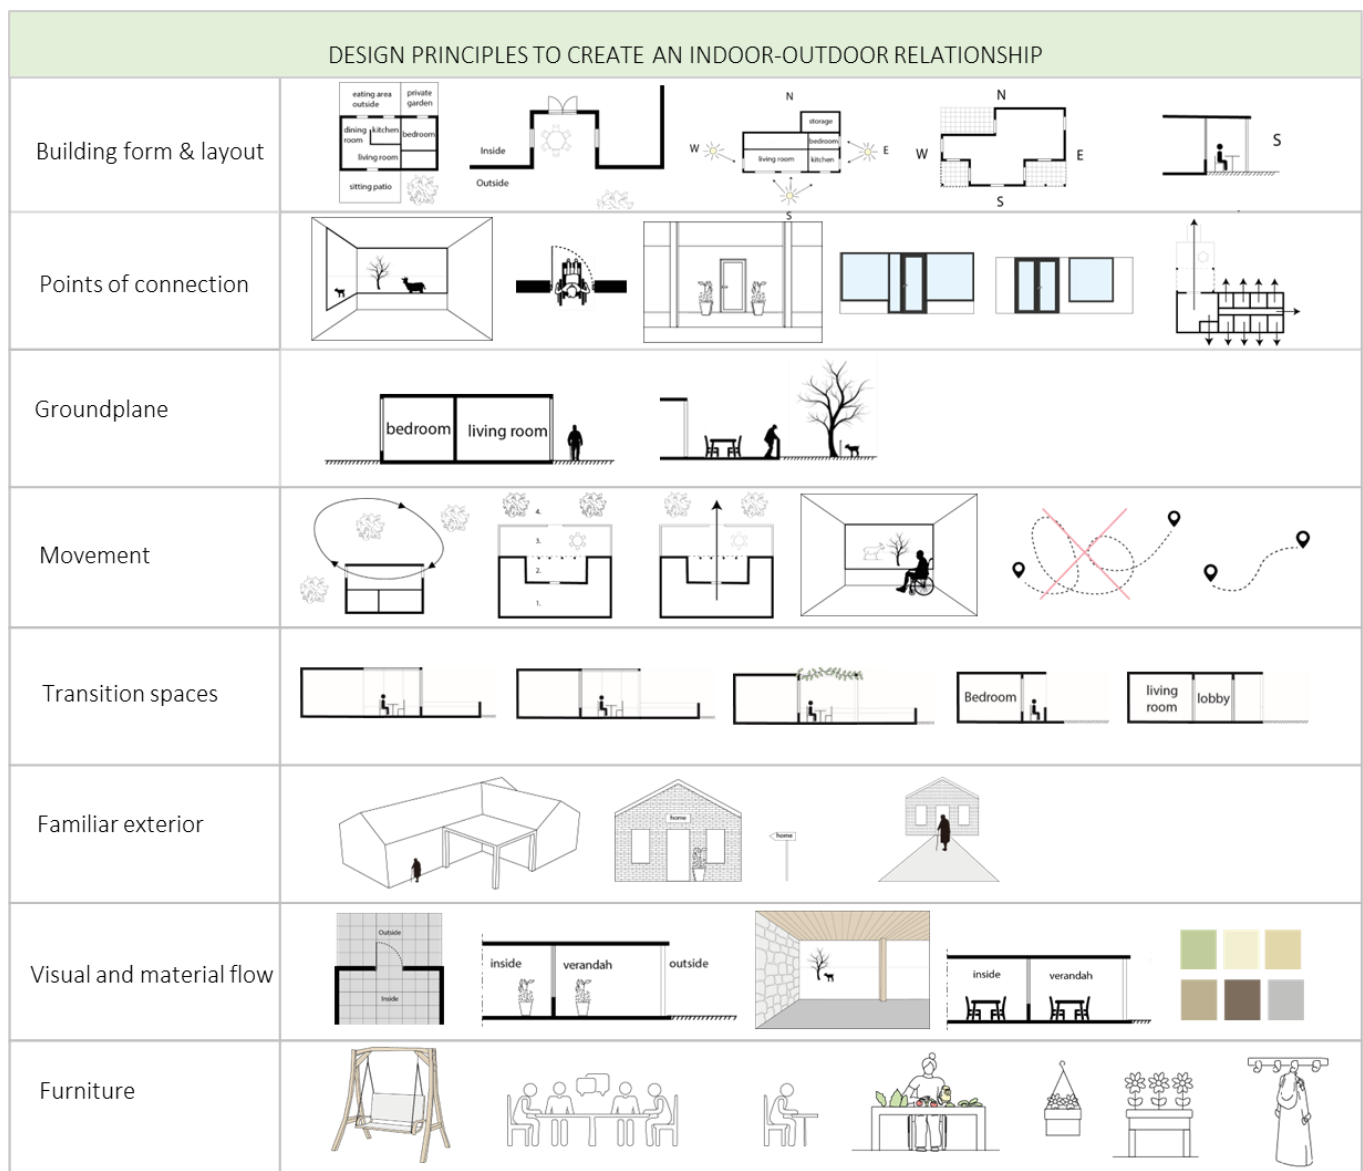 DESIGN PRINCIPLES TO CREATE AN INDOOR-OUTDOOR RELATIONSHIP
Building form & layout
eating area
outside
private
garden
dining
room
kitchen
bedroom
living room
sitting patio
Inside
Outside
N
storage
bedroom
W
E
living room
kitchen
S
N
W
E
S
S
Points of connection
Groundplane
bedroom
living room
Movement
4.
3.
2.
1.
Transition spaces
Bedroom
living
room
lobby
Familiar exterior
home
home
Visual and material flow
Outside
Inside
inside
verandah
outside
inside
verandah
Furniture